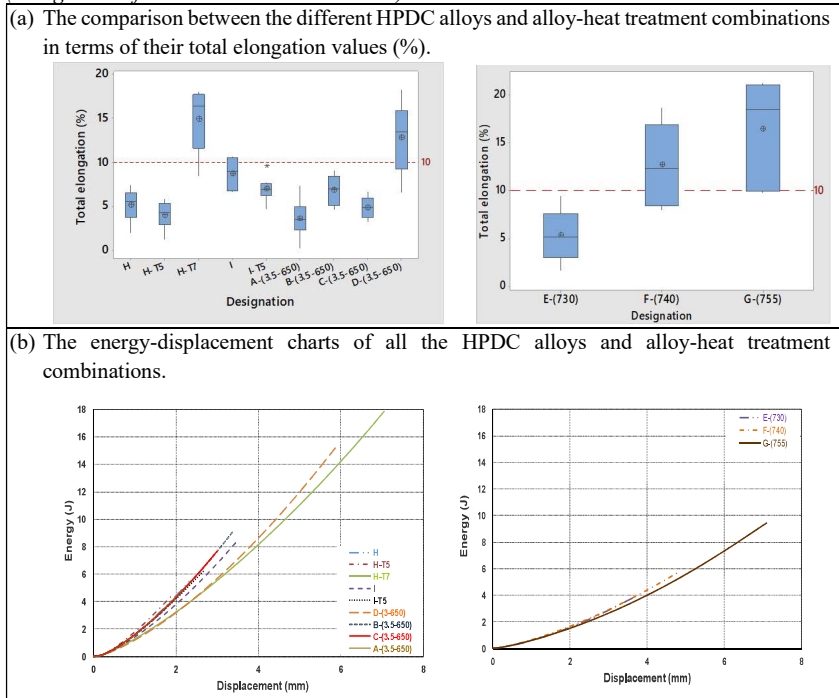 (a) The comparison between the different HPDC alloys and alloy-heat treatment combinations
in terms of their total elongation values (%).
20
15
10
5
0
Total elongation (%)
10
H
H- T5
H- T7
I
I- T5
A-(3.5-650)
B-(3.5-650)
C-(3.5-650)
D-(3.5-650)
Designation
20
15
10
5
0
Total elongation (%)
10
E-(730)
F-(740)
G-(755)
Designation
(b) The energy-displacement charts of all the HPDC alloys and alloy-heat treatment
combinations.
18
16
14
12
10
8
6
4
2
0
Energy (J)
H
H-T5
H-T7
I
I-T5
D-(3-650)
B-(3.5-650)
C-(3.5-650)
A-(3.5-650)
0 2 4 6 8
Displacement (mm)
18
16
14
12
10
8
6
4
2
0
Energy (J)
E-(730)
F-(740)
G-(755)
0 2 4 6 8
Displacement (mm)